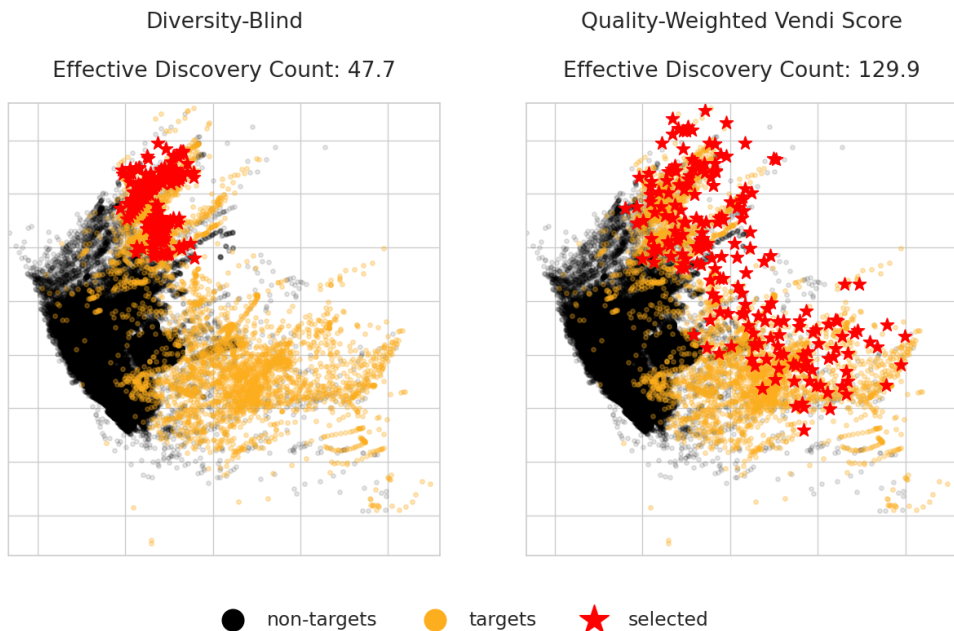 Diversity-Blind
Effective Discovery Count: 47.7
Quality-Weighted Vendi Score
Effective Discovery Count: 129.9
non-targets
targets
selected